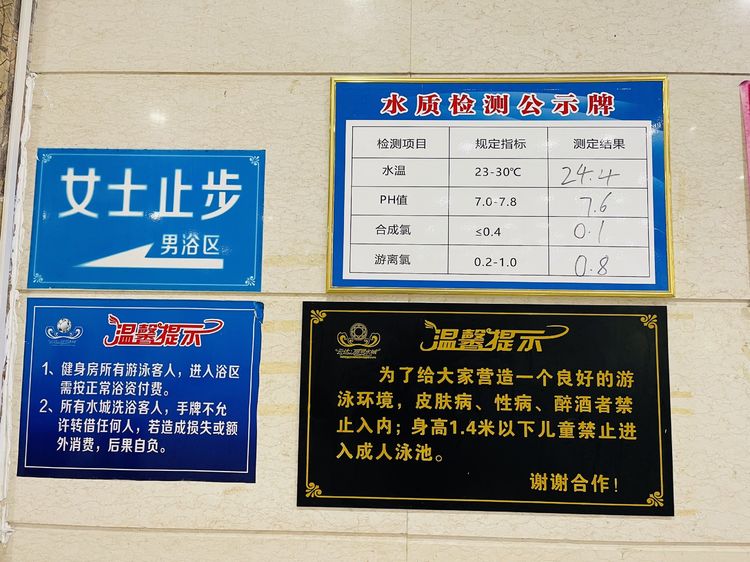 女士止步
男浴区
水质检测公示牌
检测项目 规定指标 测定结果
水温 23-30℃ 24.4
PH值 7.0-7.8 7.6
合成氯 ≤0.4 0.1
游离氯 0.2-1.0 0.8
温馨提示
1、健身房所有游泳客人，进入浴区
需按正常浴资付费。
2、所有水城洗浴客人，手牌不允
许转借任何人，若造成损失或额
外消费，后果自负。
温馨提示
为了给大家营造一个良好的游
泳环境，皮肤病、性病、醉酒者禁
止入内；身高1.4米以下儿童禁止进
入成人泳池。
谢谢合作！